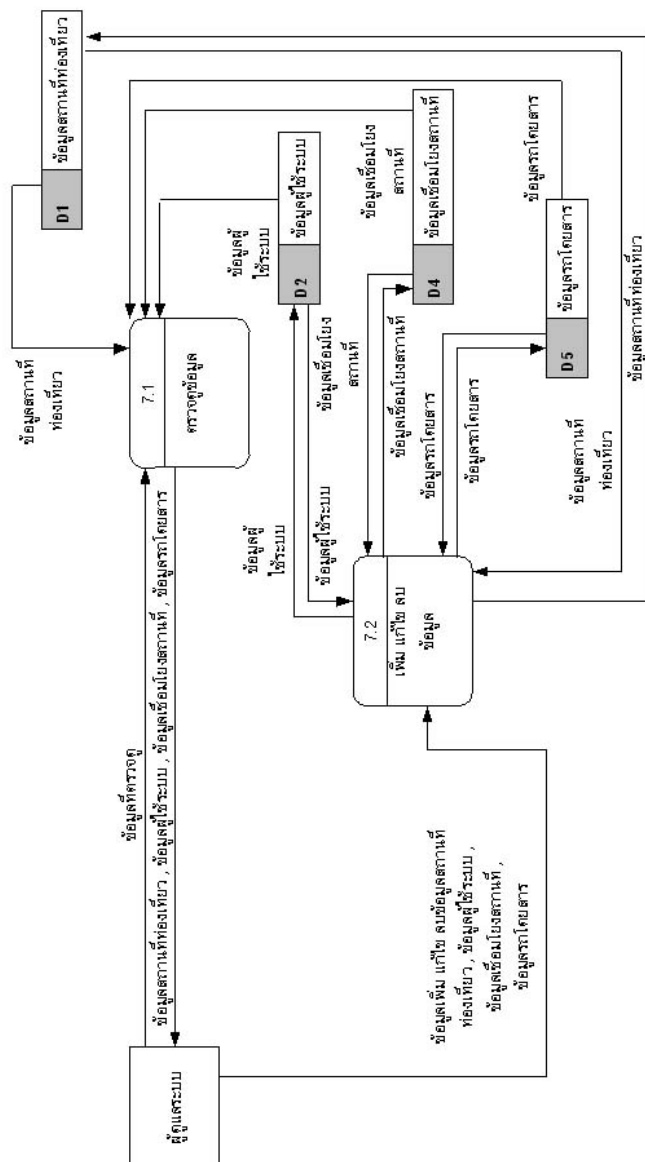 ผู้ดูแลระบบ
ข้อมูลที่ตรวจดู
ข้อมูลสถานที่ท่องเที่ยว , ข้อมูลผู้ใช้ระบบ , ข้อมูลเชื่อมโยงสถานที่ , ข้อมูลรถโดยสาร
ข้อมูลเพิ่ม แก้ไข ลบข้อมูลสถานที่
ท่องเที่ยว , ข้อมูลผู้ใช้ระบบ ,
ข้อมูลเชื่อมโยงสถานที่ ,
ข้อมูลรถโดยสาร
7.1
ตรวจดูข้อมูล
7.2
เพิ่ม แก้ไข ลบ
ข้อมูล
ข้อมูลสถานที่
ท่องเที่ยว
D1 ข้อมูลสถานที่ท่องเที่ยว
ข้อมูลผู้
ใช้ระบบ
D2 ข้อมูลผู้ใช้ระบบ
ข้อมูลผู้
ใช้ระบบ
ข้อมูลผู้ใช้ระบบ
ข้อมูลเชื่อมโยง
สถานที่
ข้อมูลเชื่อมโยง
สถานที่
D4 ข้อมูลเชื่อมโยงสถานที่
ข้อมูลเชื่อมโยงสถานที่
ข้อมูลรถโดยสาร
ข้อมูลรถโดยสาร
ข้อมูลรถโดยสาร
D5 ข้อมูลรถโดยสาร
ข้อมูลสถานที่
ท่องเที่ยว
ข้อมูลสถานที่ท่องเที่ยว